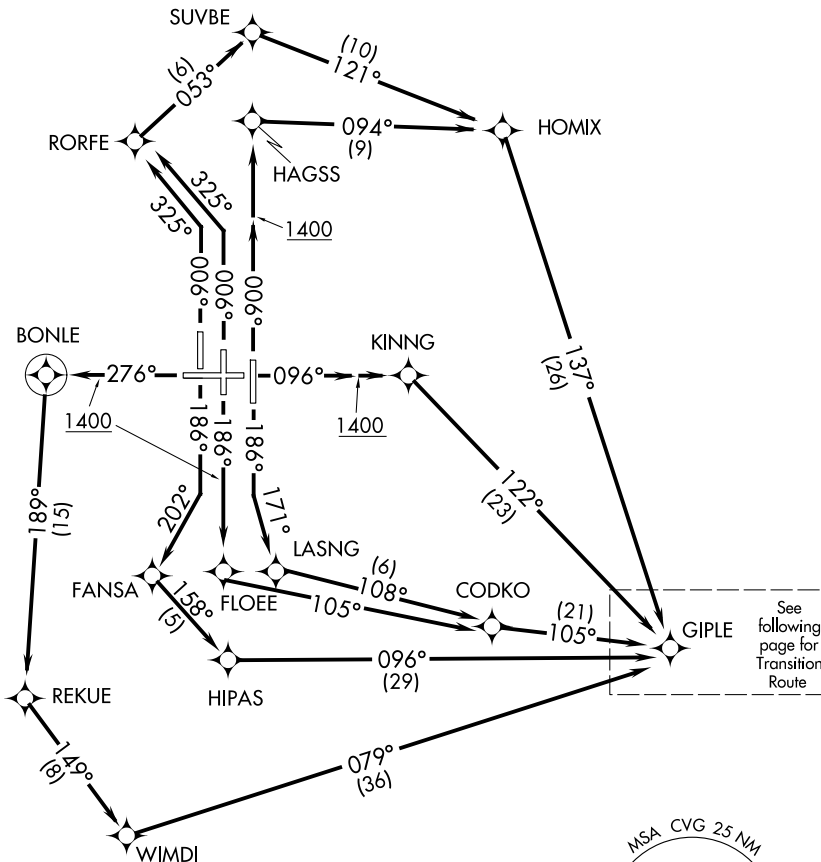 SUVBE
(10)
121°
(6)
053°
RORFE
HAGSS
094°
(9)
HOMIX
325°
325°
1400
006°
006°
006°
BONLE
276°
1400
096°
KINNG
1400
137°
(26)
186°
186°
186°
189°
(15)
202°
171°
122°
(23)
LASNG
(6)
108°
FANSA
FLOEE
105°
CODKO
(21)
105°
GIPLE
See
following
page for
Transition
Route
158°
(5)
HIPAS
096°
(29)
REKUE
149°
(8)
079°
(36)
WIMDI
MSA CVG 25 NM